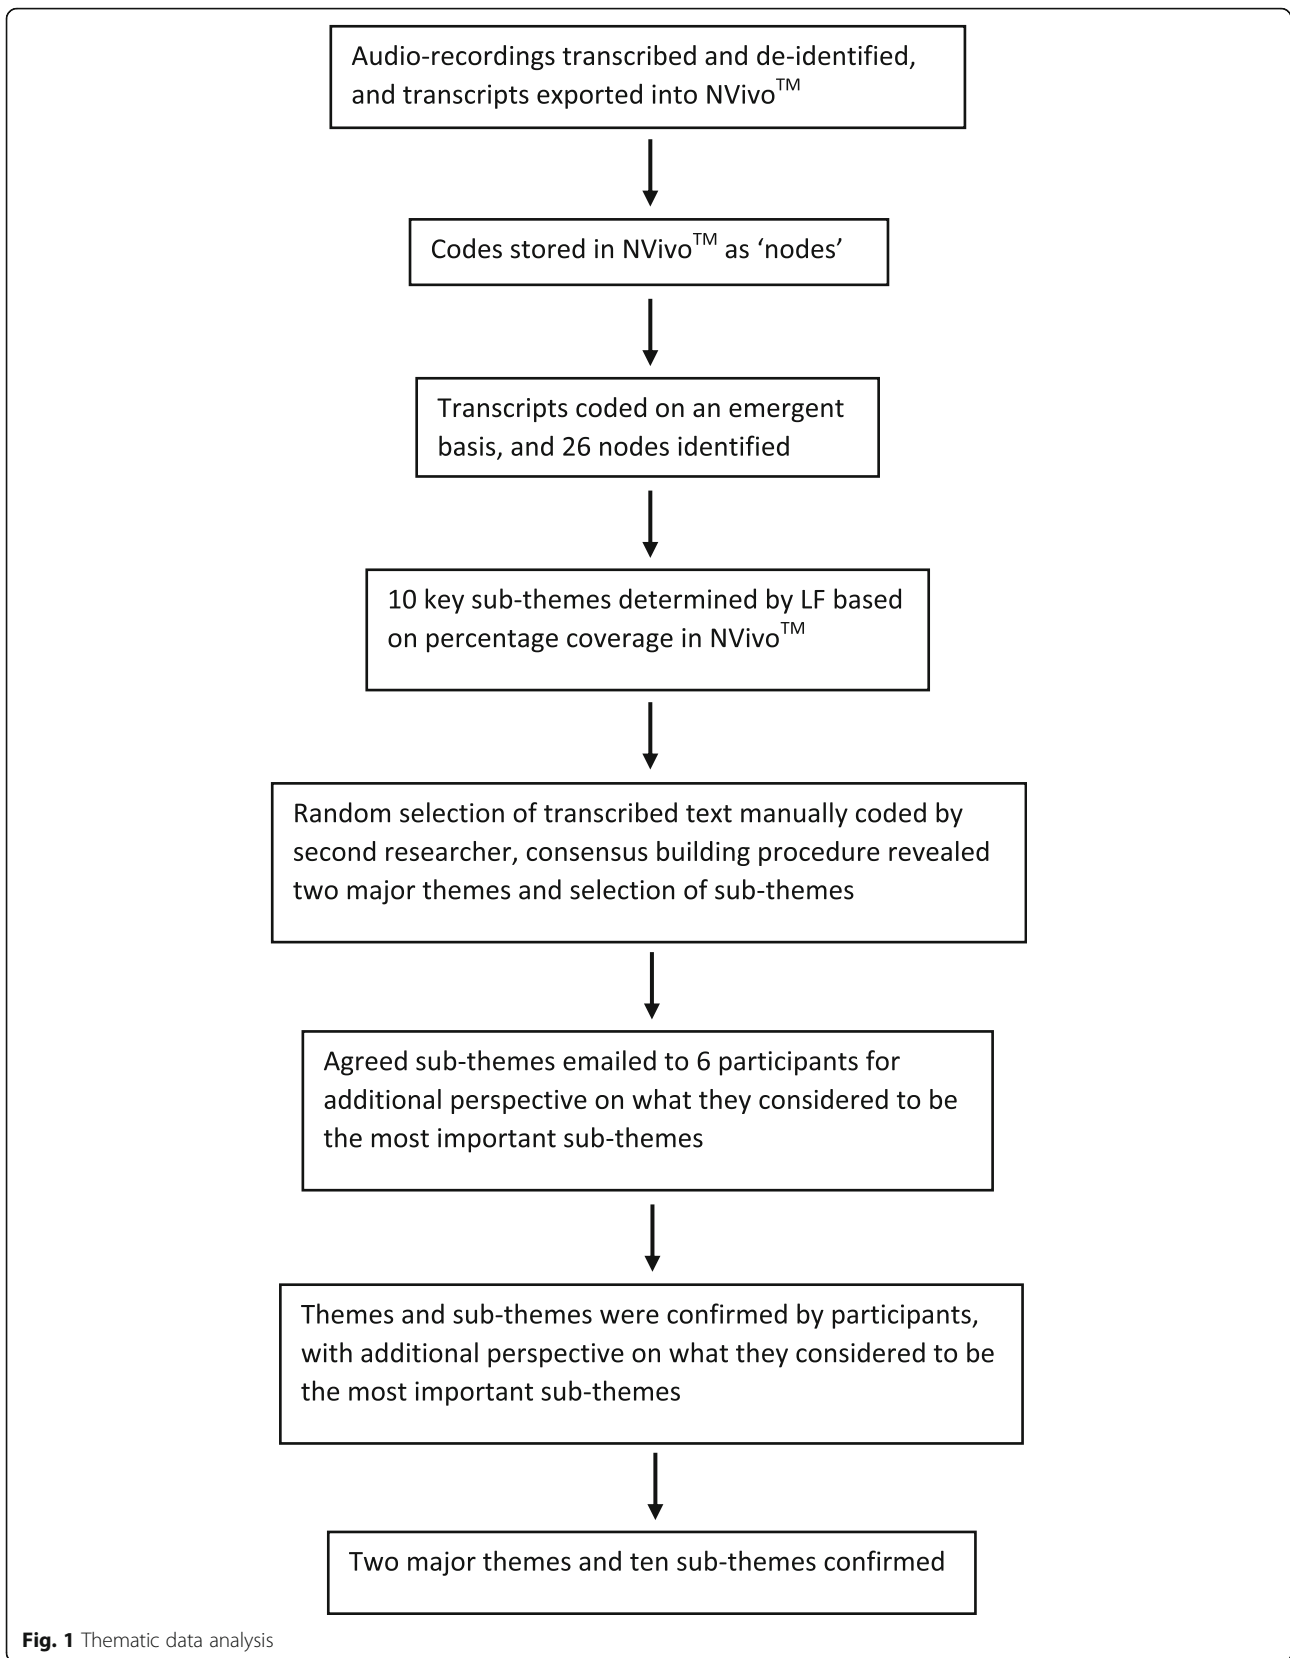 Audio-recordings transcribed and de-identified,
and transcripts exported into NVivo™
Codes stored in NVivo™ as ‘nodes’
Transcripts coded on an emergent
basis, and 26 nodes identified
10 key sub-themes determined by LF based
on percentage coverage in NVivo™
Random selection of transcribed text manually coded by
second researcher, consensus building procedure revealed
two major themes and selection of sub-themes
Agreed sub-themes emailed to 6 participants for
additional perspective on what they considered to be
the most important sub-themes
Themes and sub-themes were confirmed by participants,
with additional perspective on what they considered to be
the most important sub-themes
Two major themes and ten sub-themes confirmed
Fig. 1 Thematic data analysis